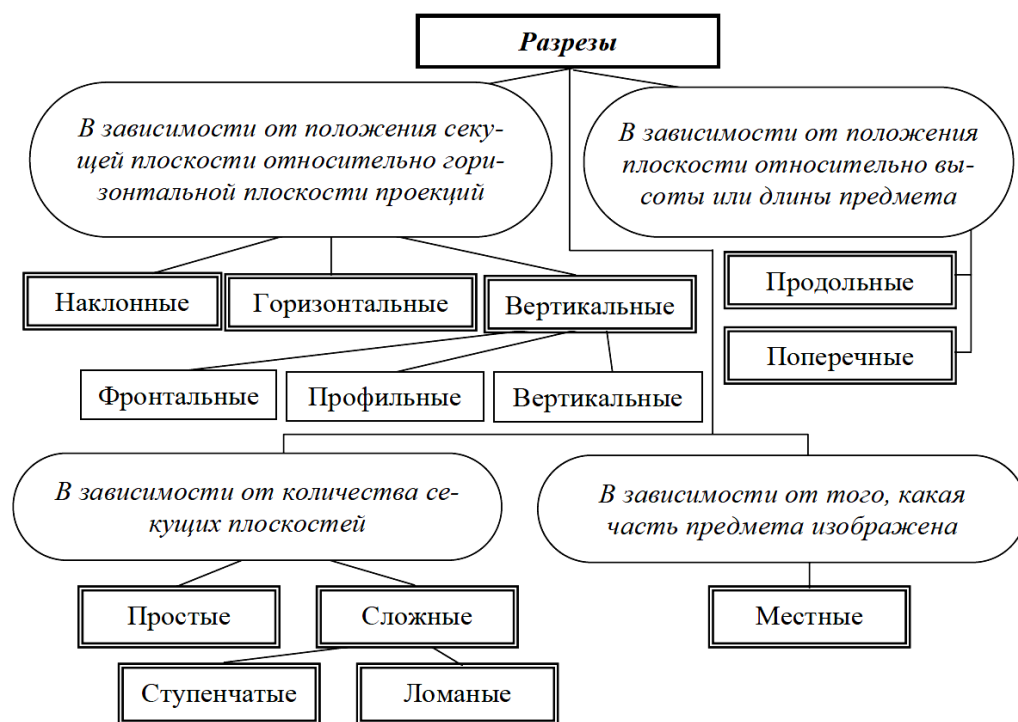 Разрезы
В зависимости от положения секу-
щей плоскости относительно гори-
зонтальной плоскости проекций
В зависимости от положения
плоскости относительно вы-
соты или длины предмета
Наклонные
Горизонтальные
Вертикальные
Продольные
Поперечные
Фронтальные
Профильные
Вертикальные
В зависимости от количества се-
кущих плоскостей
В зависимости от того, какая
часть предмета изображена
Простые
Сложные
Местные
Ступенчатые
Ломаные